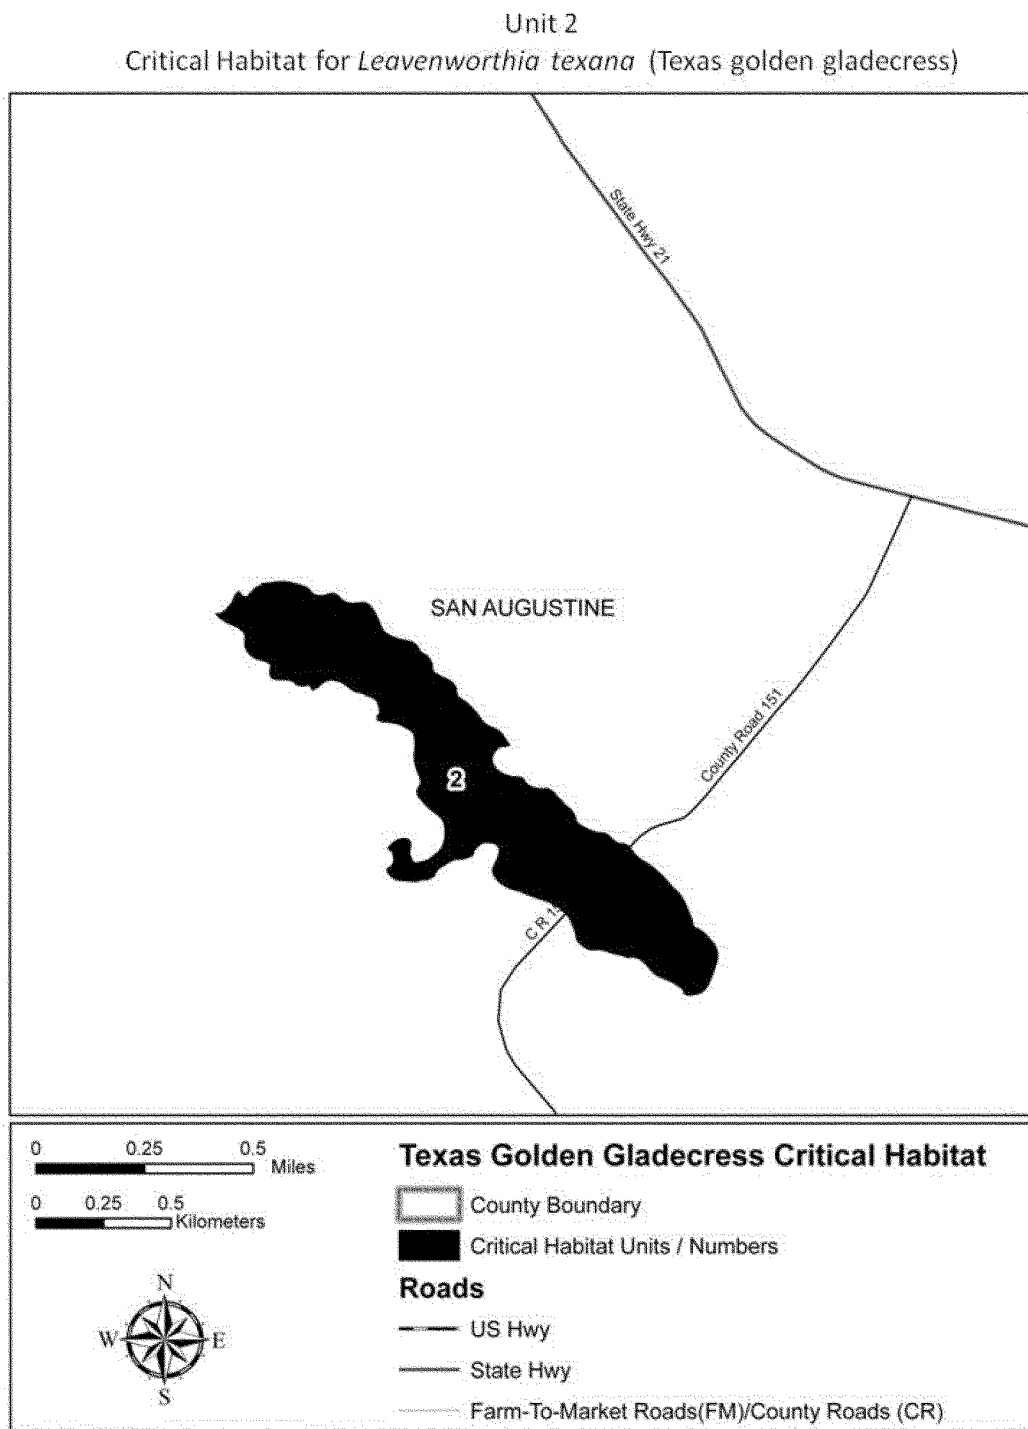 Unit 2
Critical Habitat for Leavenworthia texana (Texas golden gladecress)
State Hwy 21
SAN AUGUSTINE
County Road 151
2
C R 1
0 0.25 0.5
Miles
0 0.25 0.5
Kilometers
N
W E
S
Texas Golden Gladecress Critical Habitat
County Boundary
Critical Habitat Units / Numbers
Roads
US Hwy
State Hwy
Farm-To-Market Roads(FM)/County Roads (CR)